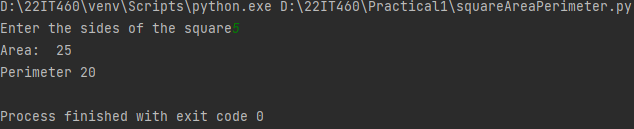 D:\22IT460\venv\Scripts\python.exe D:\22IT460\Practical1\squareAreaPerimeter.py
Enter the sides of the square5
Area:  25
Perimeter 20
Process finished with exit code 0